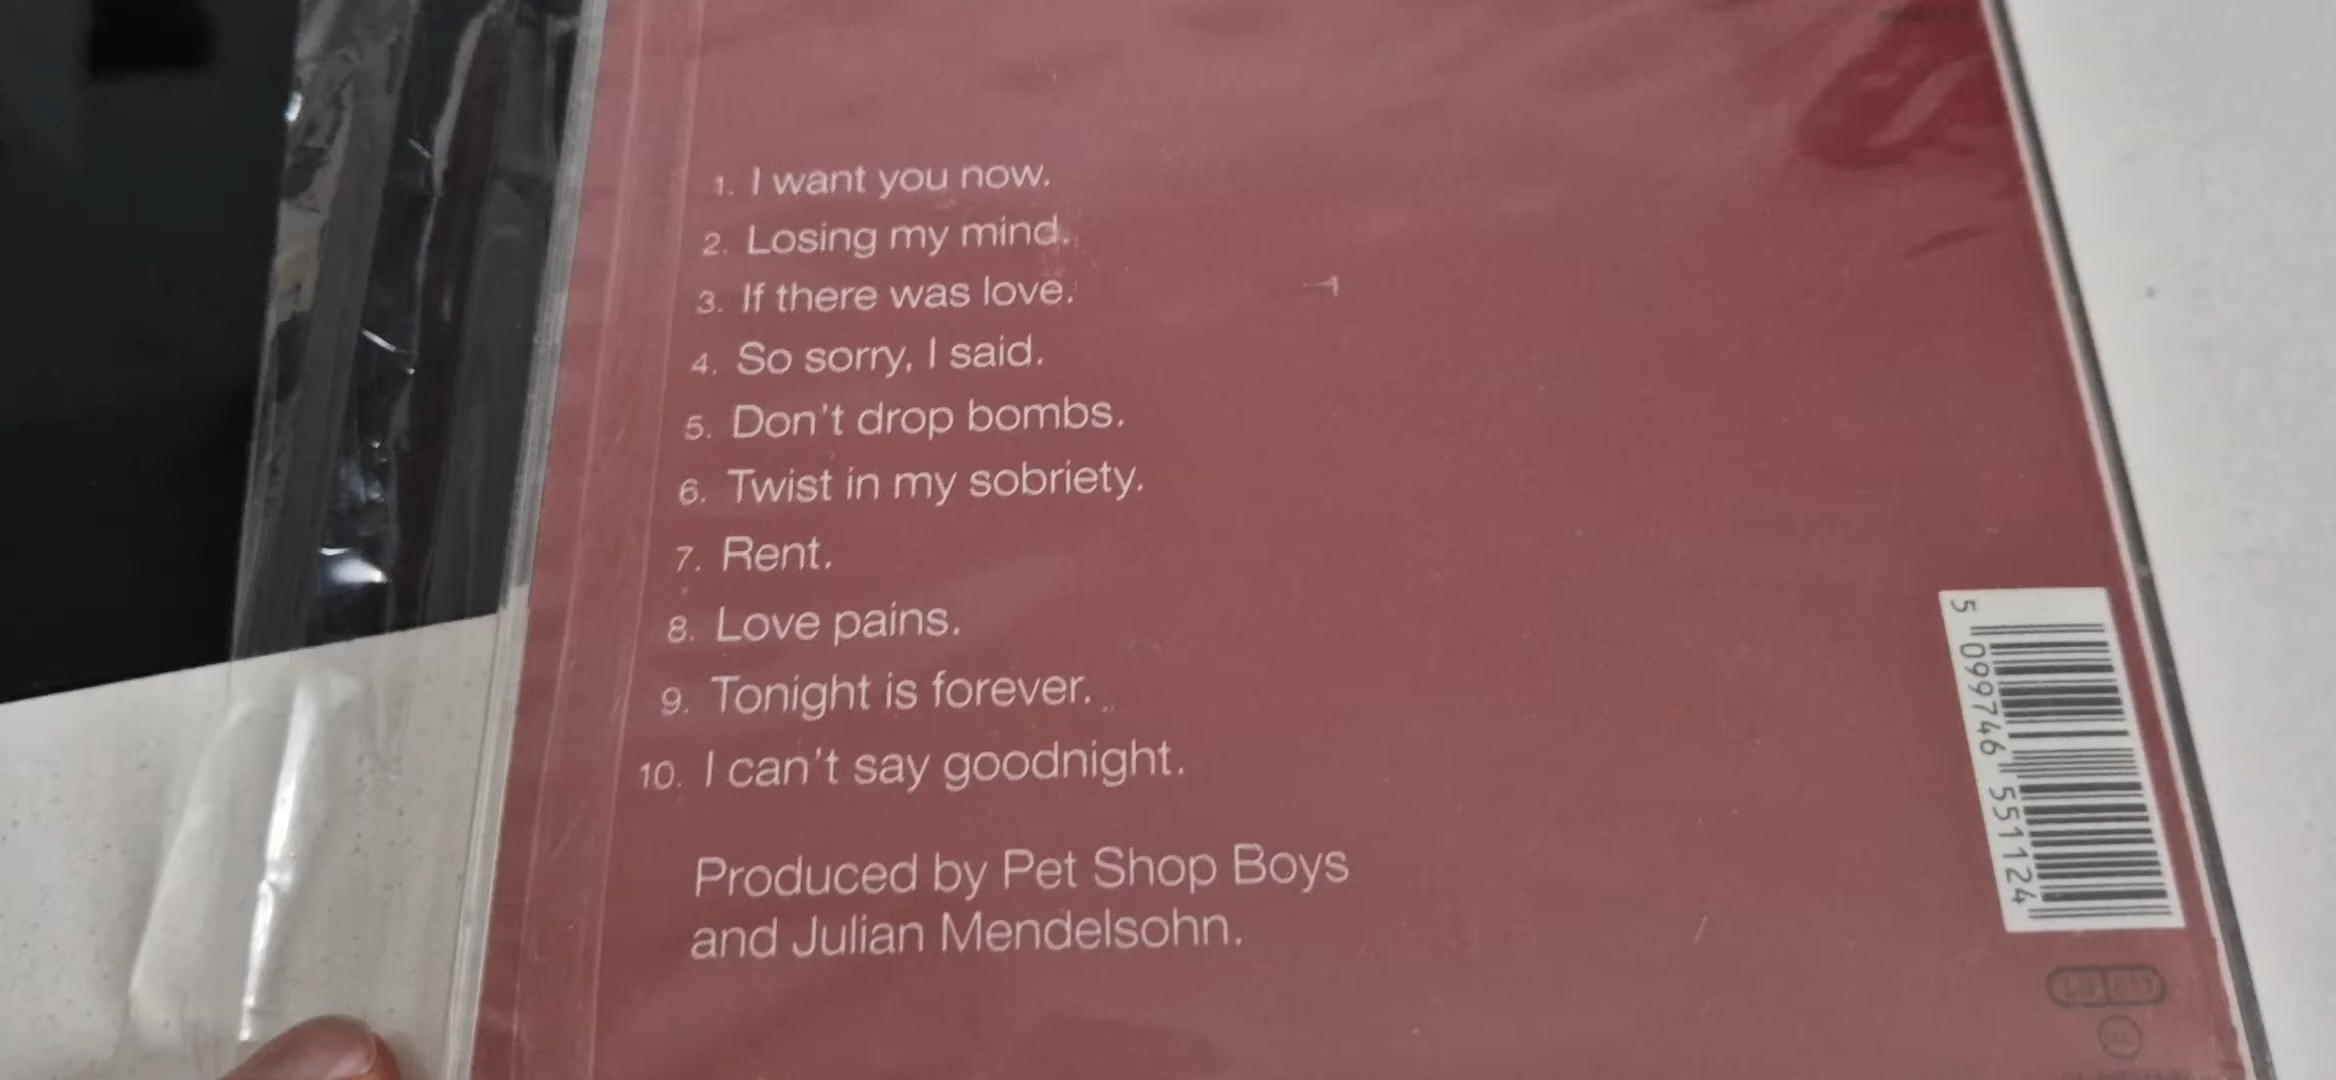 1. I want you now.
2. Losing my mind.
3. If there was love.
4. So sorry, I said.
5. Don't drop bombs.
6. Twist in my sobriety.
7. Rent.
8. Love pains.
9. Tonight is forever.
10. I can't say goodnight.
Produced by Pet Shop Boys
and Julian Mendelsohn.
5 099746 551124